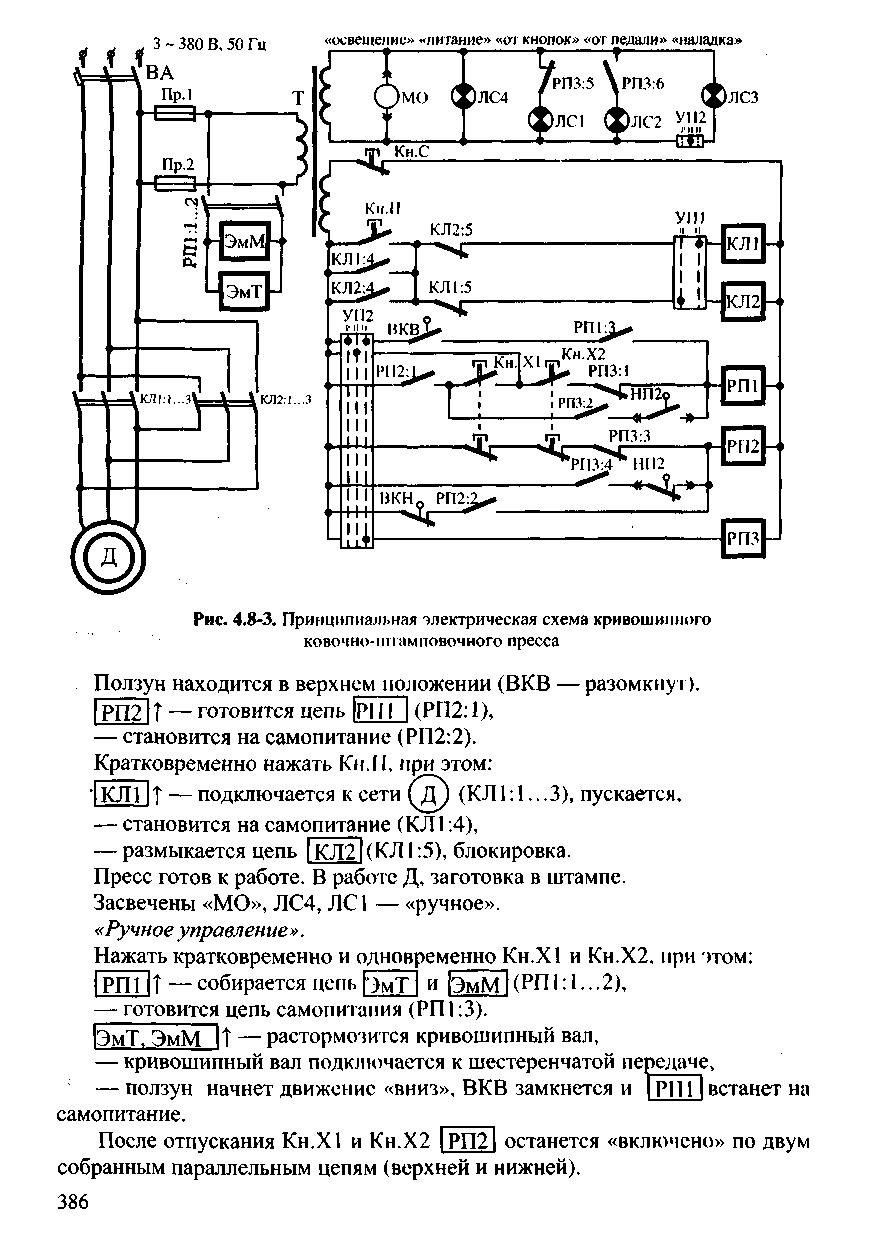 3 ~ 380 В, 50 Гц
«освещение» «питание» «от кнопок» «от педали» «наладка»
ВА
Пр.1
Т
МО
ЛС4
РП3:5
РП3:6
ЛС3
ЛС1
ЛС2
УП2
Л Р П П
Пр.2
Кн.С
РП1:1...2
Кн.П
КЛ2:5
УП1
ЭмМ
КЛ1
КЛ1:4
ЭмТ
КЛ2:4
КЛ1:5
КЛ2
УП2
ВКВ
РП1:3
РП2:1
Кн.Х1
Кн.Х2
РП3:1
НП2
РП1
КЛ1:1...3
КЛ2:1...3
РП3:2
РП3:3
РП2
РП3:4
НП2
ВКН
РП2:2
РП3
Д
Рис. 4.8-3. Принципиальная электрическая схема кривошипного
ковочно-штамповочного пресса
Ползун находится в верхнем положении (ВКВ — разомкнут).
РП2 ↑ — готовится цепь РП1 (РП2:1),
— становится на самопитание (РП2:2).
Кратковременно нажать Кн.П, при этом:
КЛ1 ↑ — подключается к сети Д (КЛ1:1...3), пускается,
— становится на самопитание (КЛ1:4),
— размыкается цепь КЛ2 (КЛ1:5), блокировка.
Пресс готов к работе. В работе Д, заготовка в штампе.
Засвечены «МО», ЛС4, ЛС1 — «ручное».
«Ручное управление».
Нажать кратковременно и одновременно Кн.Х1 и Кн.Х2, при этом:
РП1 ↑ — собирается цепь ЭмТ и ЭмМ (РП1:1...2),
— готовится цепь самопитания (РП1:3).
ЭмТ, ЭмМ ↑ — растормозится кривошипный вал,
— кривошипный вал подключается к шестеренчатой передаче,
— ползун начнет движение «вниз», ВКВ замкнется и РП1 встанет на
самопитание.
После отпускания Кн.Х1 и Кн.Х2 РП2 останется «включено» по двум
собранным параллельным цепям (верхней и нижней).
386